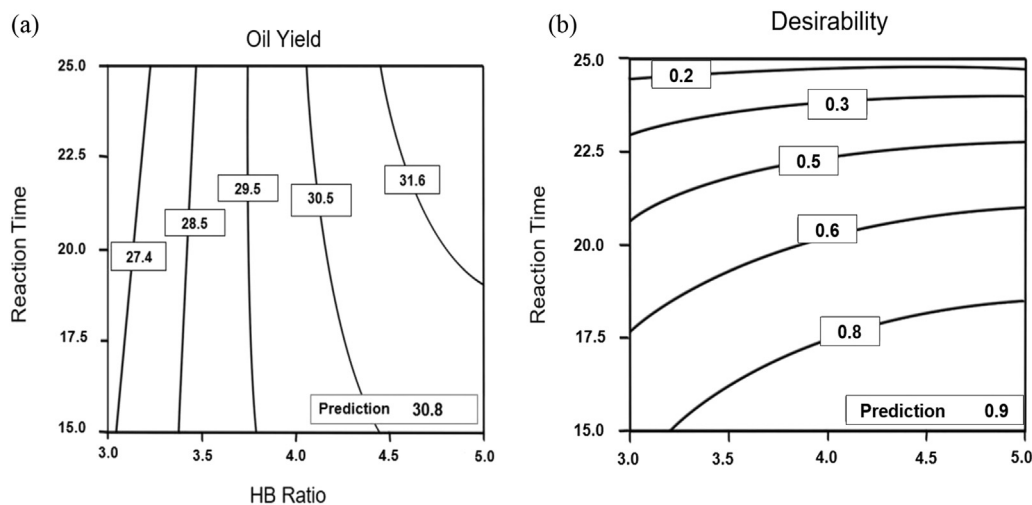 (a)
Oil Yield
25.0
22.5
20.0
17.5
15.0
Reaction Time
27.4
28.5
29.5
30.5
31.6
Prediction 30.8
3.0 3.5 4.0 4.5 5.0
HB Ratio
(b)
Desirability
25.0
22.5
20.0
17.5
15.0
Reaction Time
0.2
0.3
0.5
0.6
0.8
Prediction 0.9
3.0 3.5 4.0 4.5 5.0